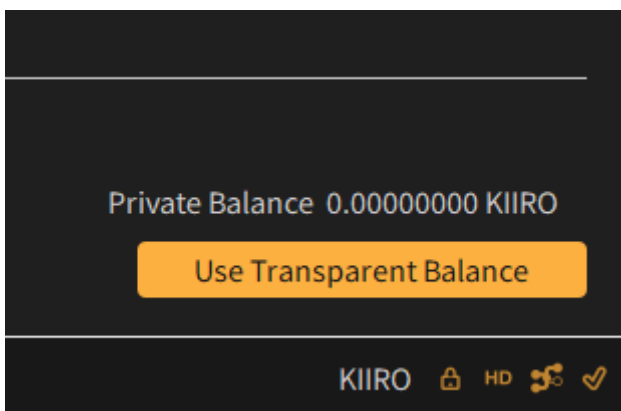 Private Balance 0.00000000 KIIRO
Use Transparent Balance
KIIRO HD